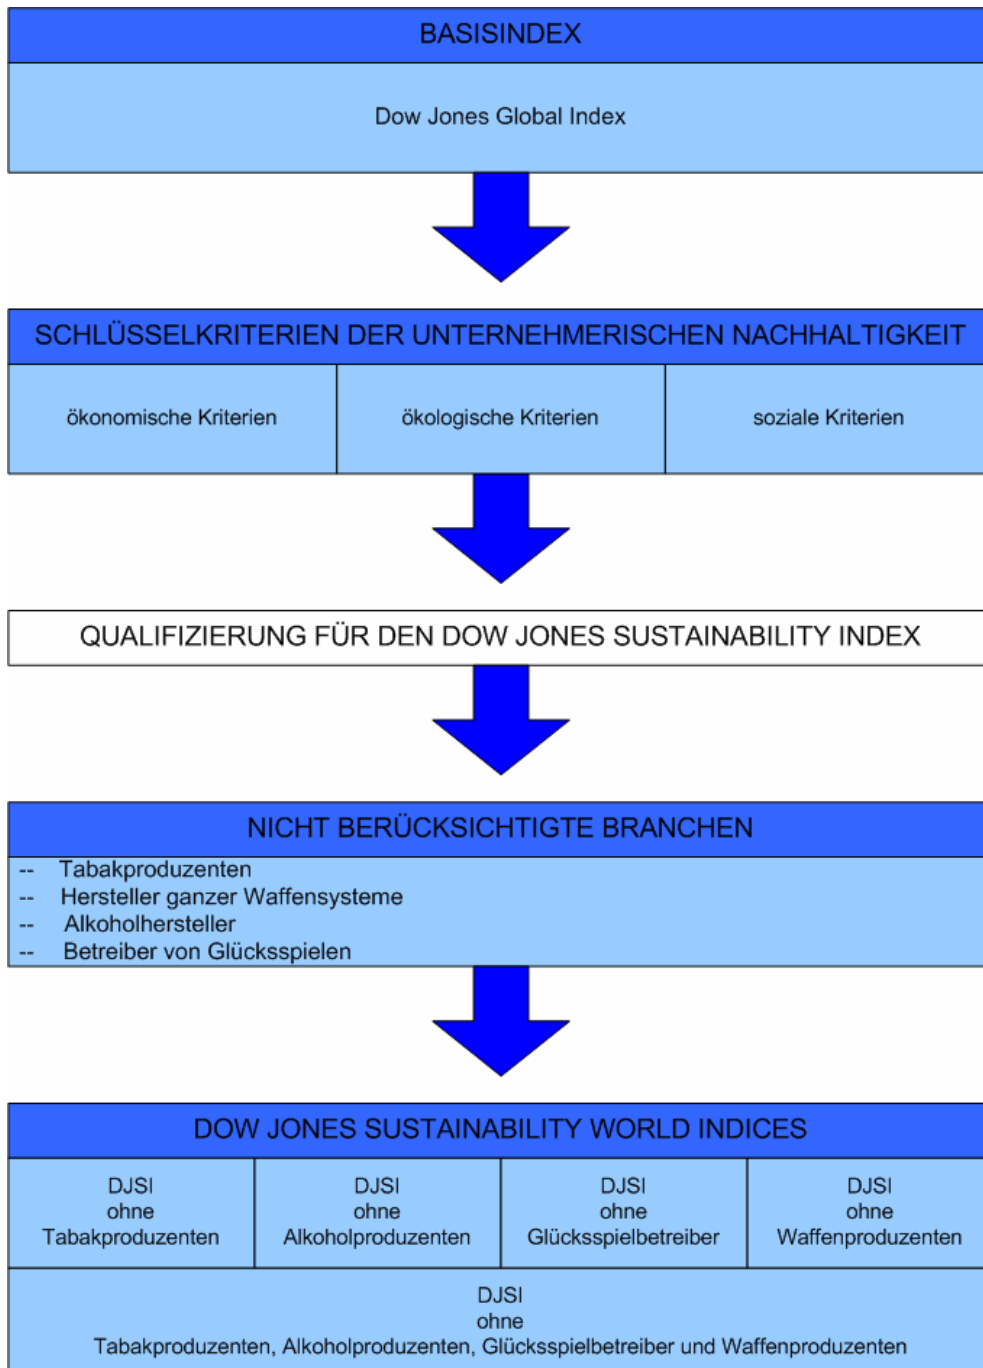 BASISINDEX
Dow Jones Global Index
SCHLÜSSELKRITERIEN DER UNTERNEHMERISCHEN NACHHALTIGKEIT
ökonomische Kriterien
ökologische Kriterien
soziale Kriterien
QUALIFIZIERUNG FÜR DEN DOW JONES SUSTAINABILITY INDEX
NICHT BERÜCKSICHTIGTE BRANCHEN
-- Tabakproduzenten
-- Hersteller ganzer Waffensysteme
-- Alkoholhersteller
-- Betreiber von Glücksspielen
DOW JONES SUSTAINABILITY WORLD INDICES
DJSI
ohne
Tabakproduzenten
DJSI
ohne
Alkoholproduzenten
DJSI
ohne
Glücksspielbetreiber
DJSI
ohne
Waffenproduzenten
DJSI
ohne
Tabakproduzenten, Alkoholproduzenten, Glücksspielbetreiber und Waffenproduzenten